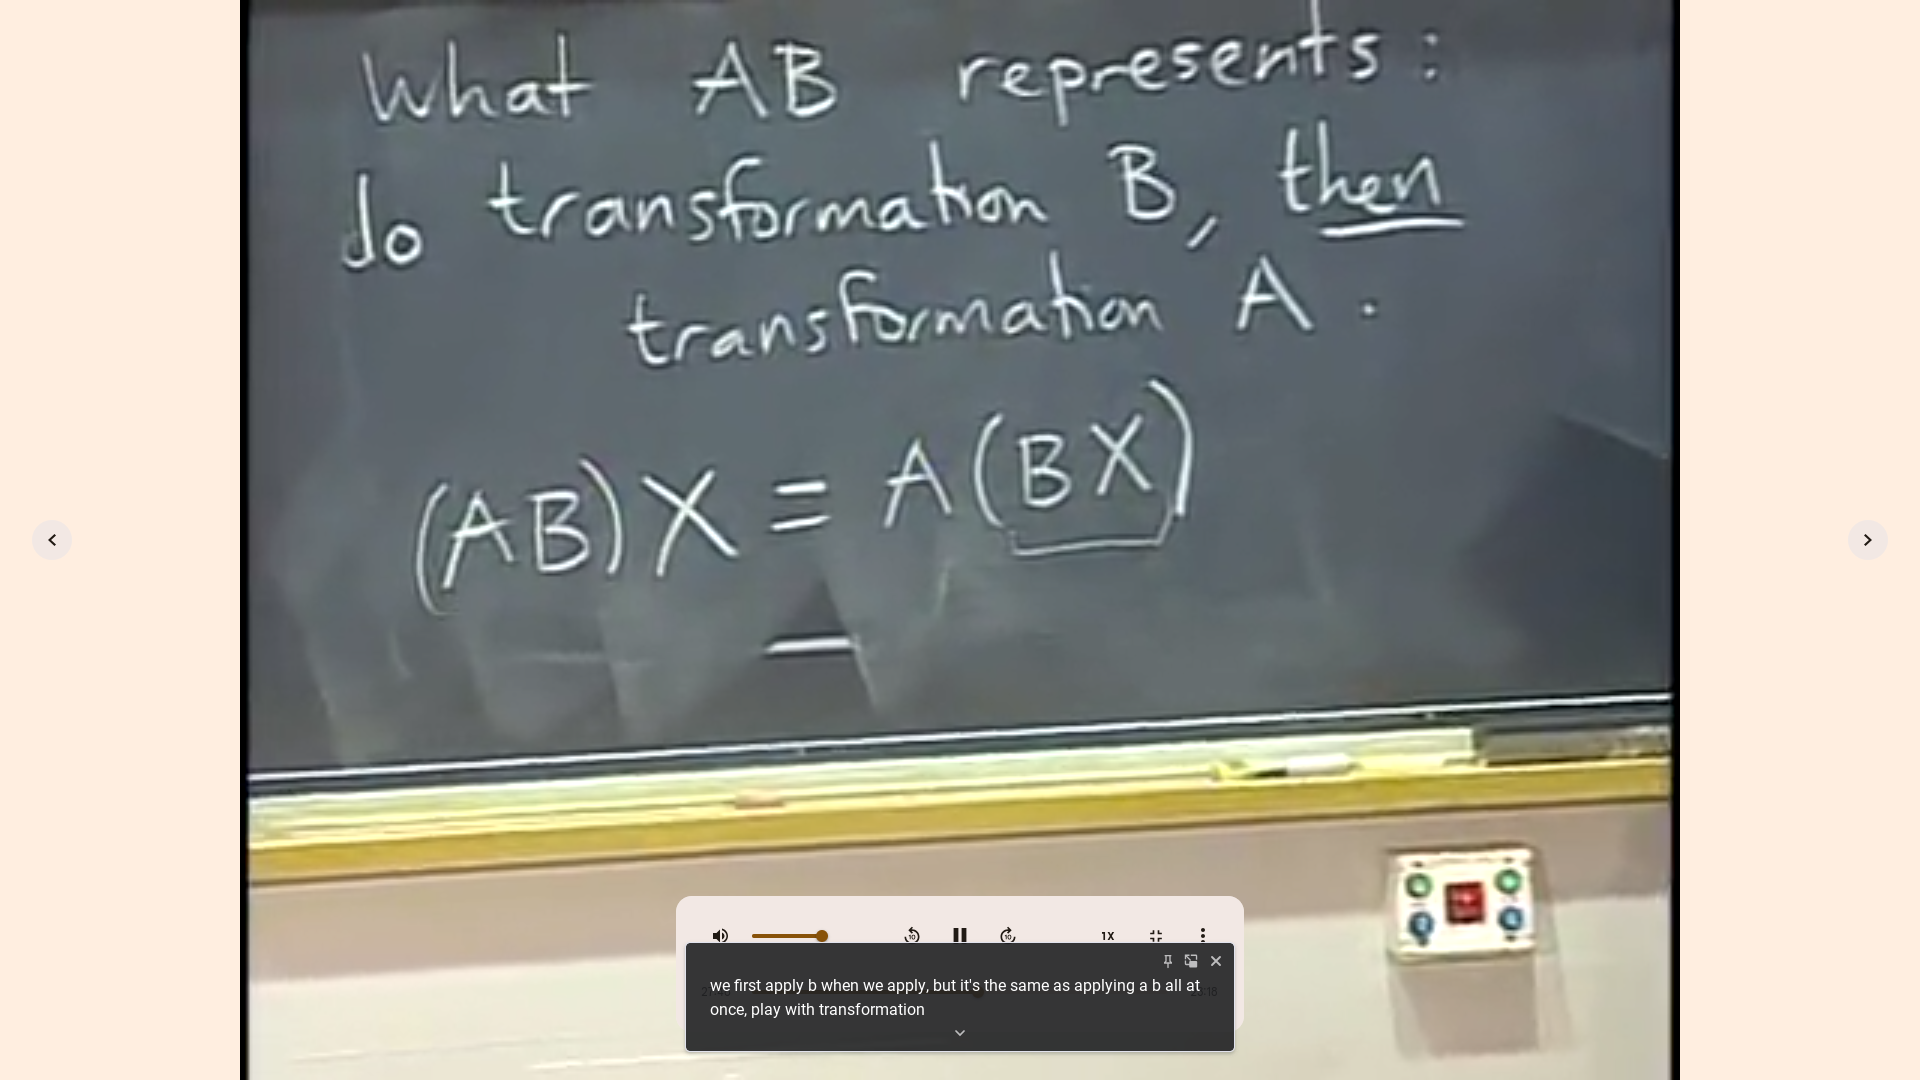 What AB represents:
do transformation B, then
transformation A.
(AB)X = A(BX)
1X
we first apply b when we apply, but it's the same as applying a b all at
once, play with transformation